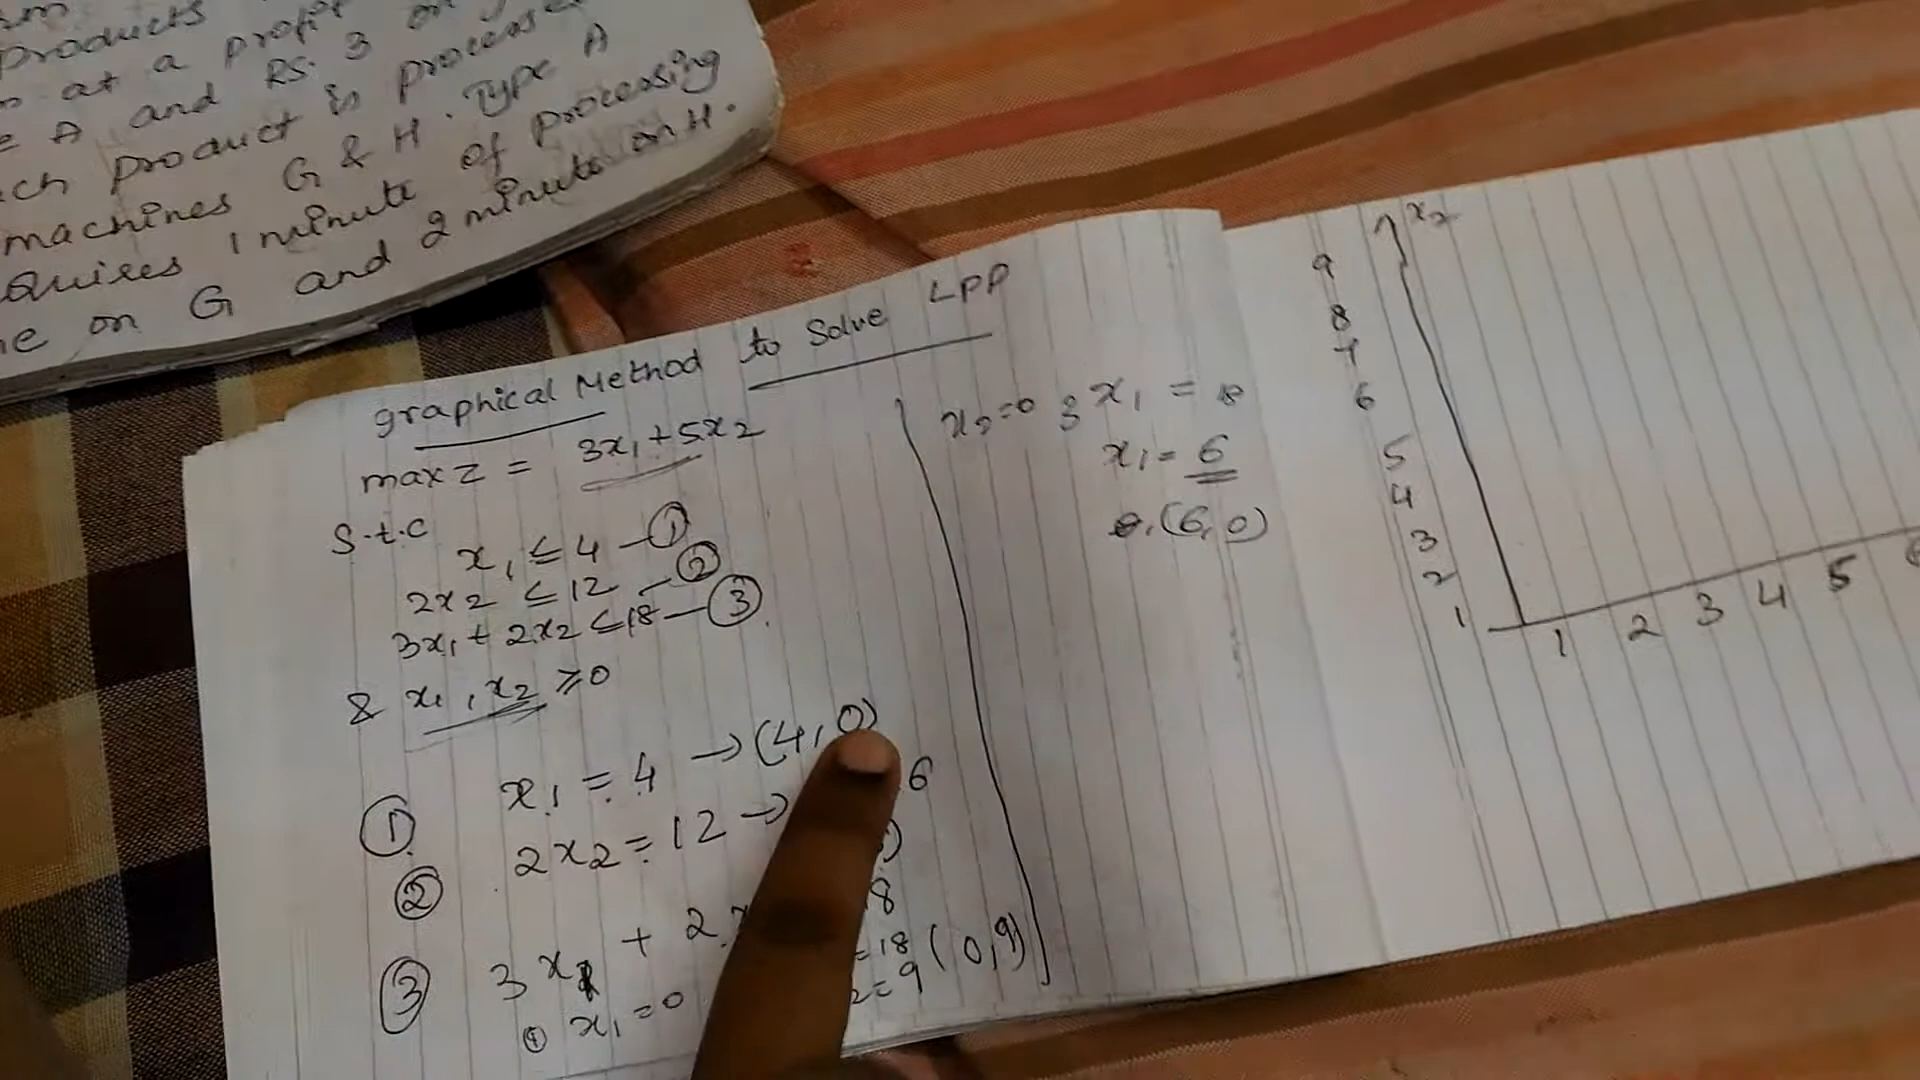 products
at a profit
A and RS. 3 on
product is
machines G & H. Type A
1 minute of processing
on G and 2 minute on H.
graphical Method to Solve LPP
max Z = 3x₁ + 5x₂
S.t.c
x₁ ≤ 4 — ①
2x₂ ≤ 12 — ②
3x₁ + 2x₂ ≤ 18 — ③
& x₁, x₂ ≥ 0
① x₁ = 4 → (4, 0)
② 2x₂ = 12 → 6
③ 3x₁ + 2 8
x₁ = 0 = 18
= 9 (0, 9)
x₂ = 0 3x₁ =
x₁ = 6
(6, 0)
x₂
9
8
7
6
5
4
3
2
1
1 2 3 4 5